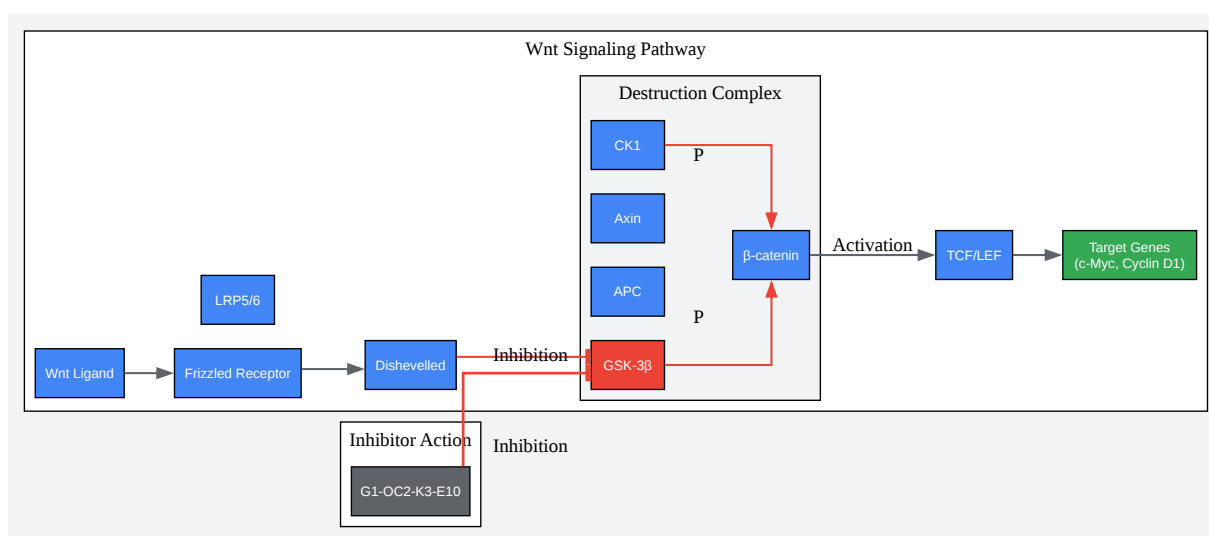 Wnt Signaling Pathway
Destruction Complex
CK1
P
Axin
β-catenin
Activation
TCF/LEF
Target Genes
(c-Myc, Cyclin D1)
APC
LRP5/6
P
Wnt Ligand
Frizzled Receptor
Dishevelled
Inhibition
GSK-3β
Inhibitor Action
Inhibition
G1-OC2-K3-E10